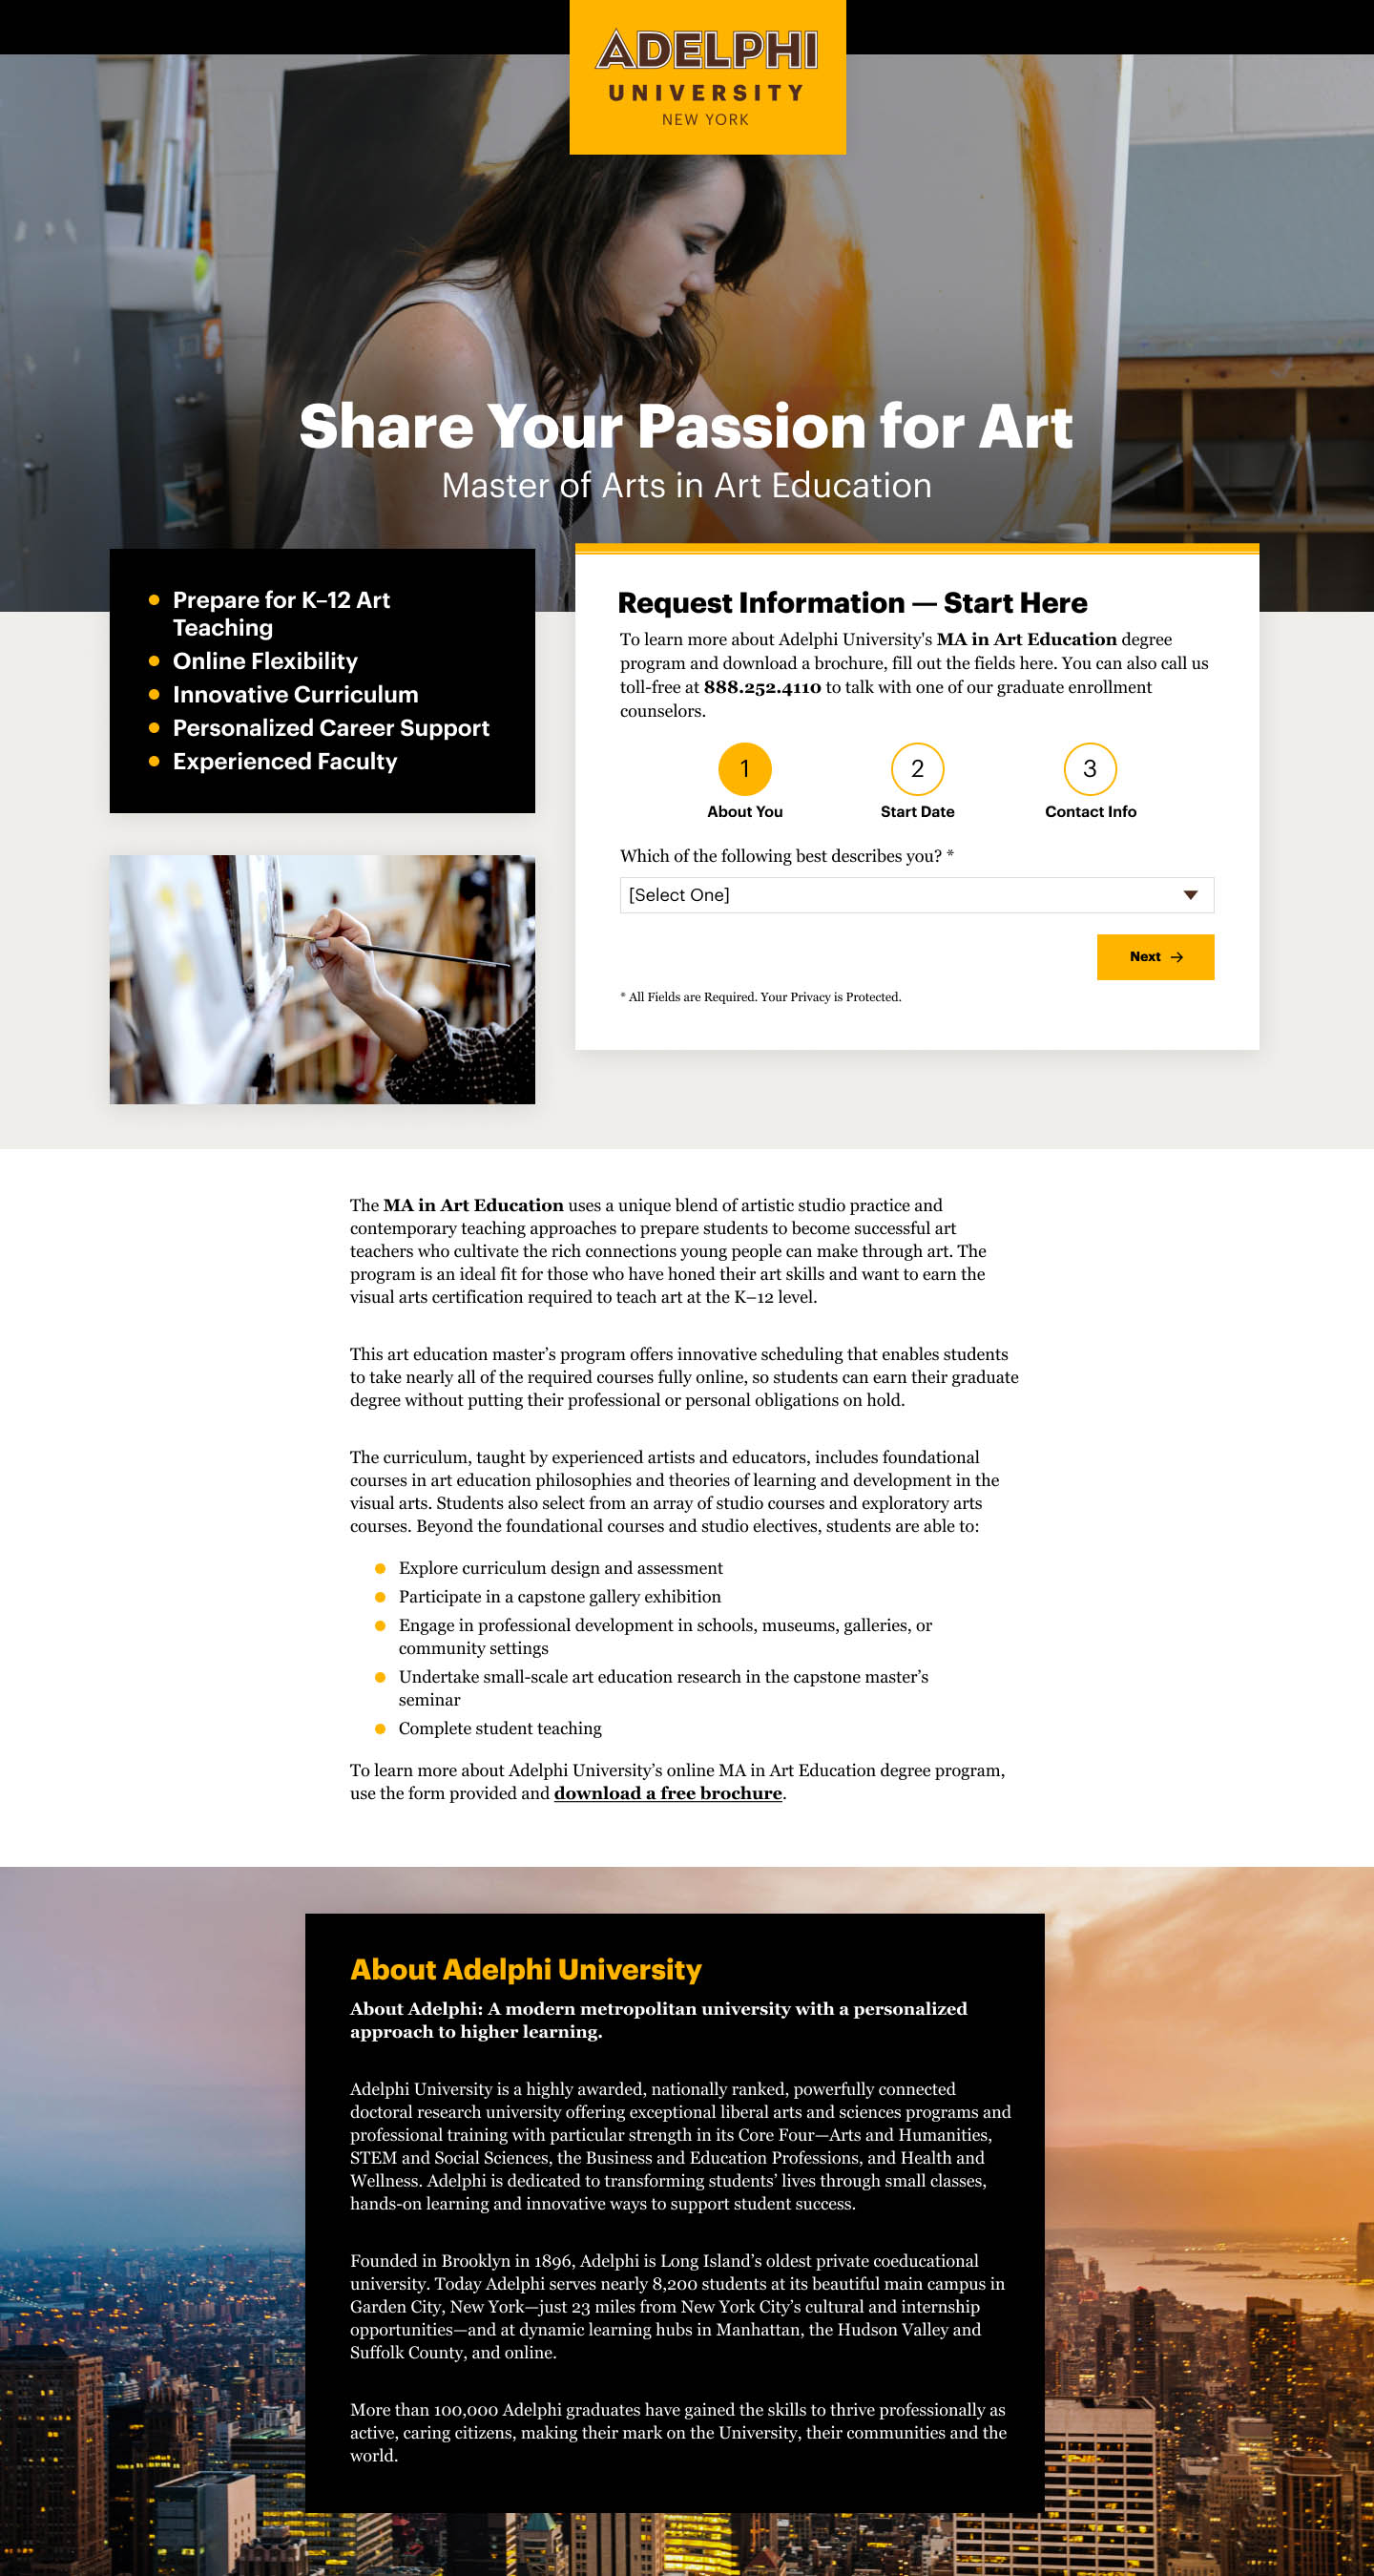 ADELPHI
UNIVERSITY
NEW YORK
Share Your Passion for Art
Master of Arts in Art Education
Prepare for K–12 Art
Teaching
Online Flexibility
Innovative Curriculum
Personalized Career Support
Experienced Faculty
Request Information — Start Here
To learn more about Adelphi University's MA in Art Education degree
program and download a brochure, fill out the fields here. You can also call us
toll-free at 888.252.4110 to talk with one of our graduate enrollment
counselors.
1 2 3
About You Start Date Contact Info
Which of the following best describes you? *
[Select One]
Next →
* All Fields are Required. Your Privacy is Protected.
The MA in Art Education uses a unique blend of artistic studio practice and
contemporary teaching approaches to prepare students to become successful art
teachers who cultivate the rich connections young people can make through art. The
program is an ideal fit for those who have honed their art skills and want to earn the
visual arts certification required to teach art at the K–12 level.
This art education master’s program offers innovative scheduling that enables students
to take nearly all of the required courses fully online, so students can earn their graduate
degree without putting their professional or personal obligations on hold.
The curriculum, taught by experienced artists and educators, includes foundational
courses in art education philosophies and theories of learning and development in the
visual arts. Students also select from an array of studio courses and exploratory arts
courses. Beyond the foundational courses and studio electives, students are able to:
Explore curriculum design and assessment
Participate in a capstone gallery exhibition
Engage in professional development in schools, museums, galleries, or
community settings
Undertake small-scale art education research in the capstone master’s
seminar
Complete student teaching
To learn more about Adelphi University’s online MA in Art Education degree program,
use the form provided and download a free brochure.
About Adelphi University
About Adelphi: A modern metropolitan university with a personalized
approach to higher learning.
Adelphi University is a highly awarded, nationally ranked, powerfully connected
doctoral research university offering exceptional liberal arts and sciences programs and
professional training with particular strength in its Core Four—Arts and Humanities,
STEM and Social Sciences, the Business and Education Professions, and Health and
Wellness. Adelphi is dedicated to transforming students’ lives through small classes,
hands-on learning and innovative ways to support student success.
Founded in Brooklyn in 1896, Adelphi is Long Island’s oldest private coeducational
university. Today Adelphi serves nearly 8,200 students at its beautiful main campus in
Garden City, New York—just 23 miles from New York City’s cultural and internship
opportunities—and at dynamic learning hubs in Manhattan, the Hudson Valley and
Suffolk County, and online.
More than 100,000 Adelphi graduates have gained the skills to thrive professionally as
active, caring citizens, making their mark on the University, their communities and the
world.